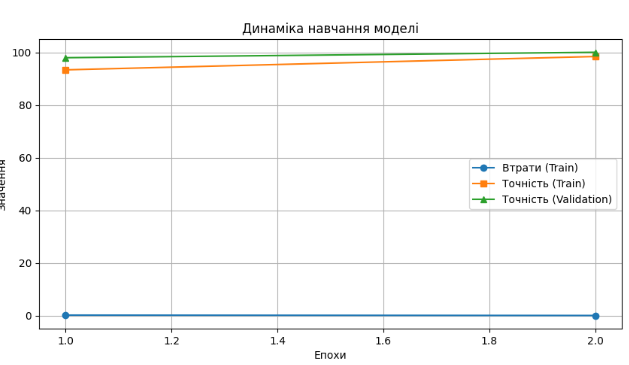 Динаміка навчання моделі
100
80
60
40
20
0
значення
Втрати (Train)
Точність (Train)
Точність (Validation)
1.0 1.2 1.4 1.6 1.8 2.0
Епохи